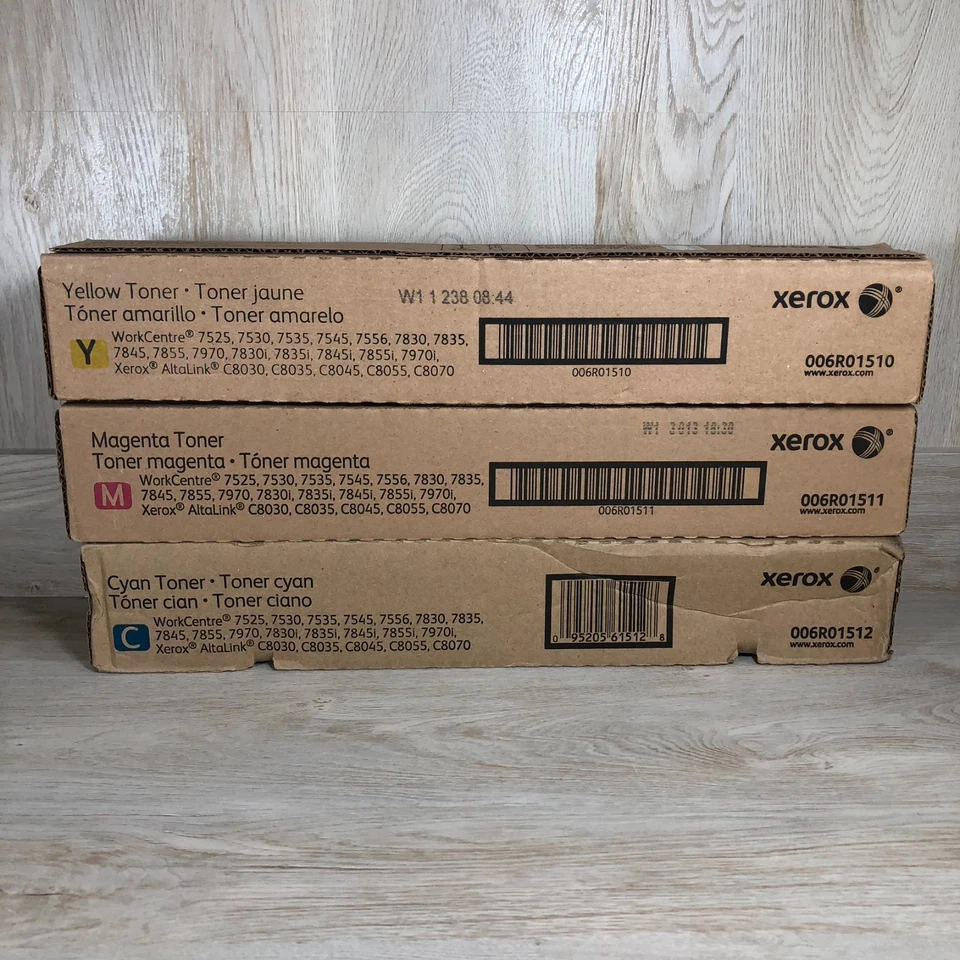 Yellow Toner • Toner jaune
Tóner amarillo • Toner amarelo
Y
WorkCentre® 7525, 7530, 7535, 7545, 7556, 7830, 7835,
7845, 7855, 7970, 7830i, 7835i, 7845i, 7855i, 7970i,
Xerox® AltaLink® C8030, C8035, C8045, C8055, C8070
W1 1 238 08:44
006R01510
xerox®
006R01510
www.xerox.com
Magenta Toner
Toner magenta • Tóner magenta
M
WorkCentre® 7525, 7530, 7535, 7545, 7556, 7830, 7835,
7845, 7855, 7970, 7830i, 7835i, 7845i, 7855i, 7970i,
Xerox® AltaLink® C8030, C8035, C8045, C8055, C8070
006R01511
xerox®
006R01511
www.xerox.com
Cyan Toner • Toner cyan
Tóner cian • Toner ciano
C
WorkCentre® 7525, 7530, 7535, 7545, 7556, 7830, 7835,
7845, 7855, 7970, 7830i, 7835i, 7845i, 7855i, 7970i,
Xerox® AltaLink® C8030, C8035, C8045, C8055, C8070
0 95205 61512 8
xerox®
006R01512
www.xerox.com